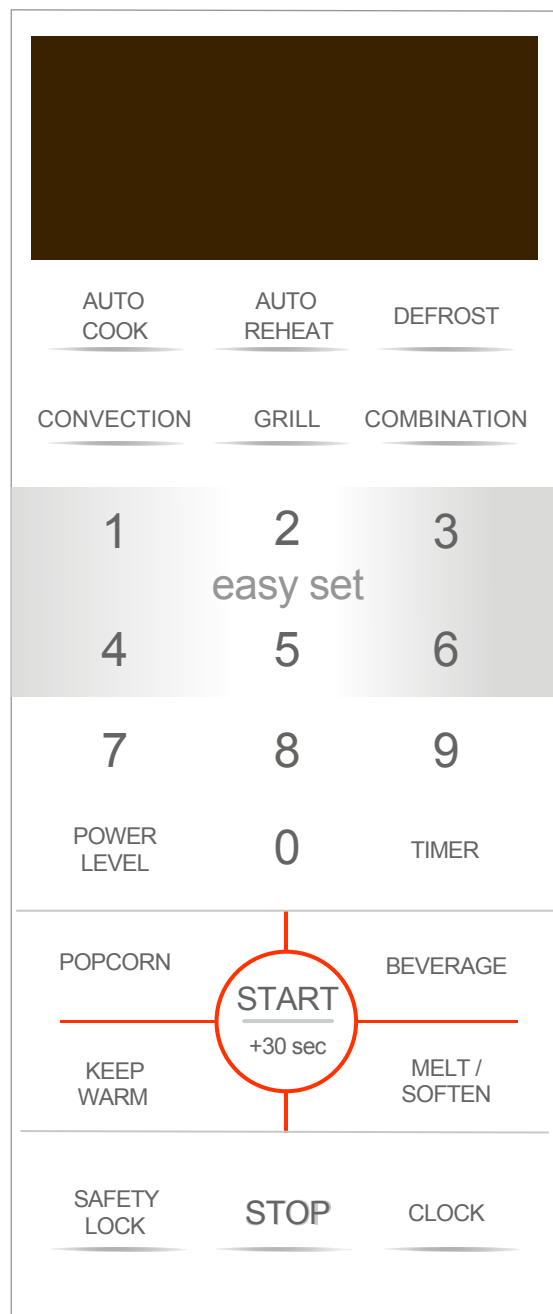 AUTO AUTO DEFROST
COOK REHEAT
CONVECTION GRILL COMBINATION
1 2 3
easy set
4 5 6
7 8 9
POWER
LEVEL 0 TIMER
POPCORN BEVERAGE
START
+30 sec
KEEP
WARM
MELT /
SOFTEN
SAFETY
LOCK STOP CLOCK